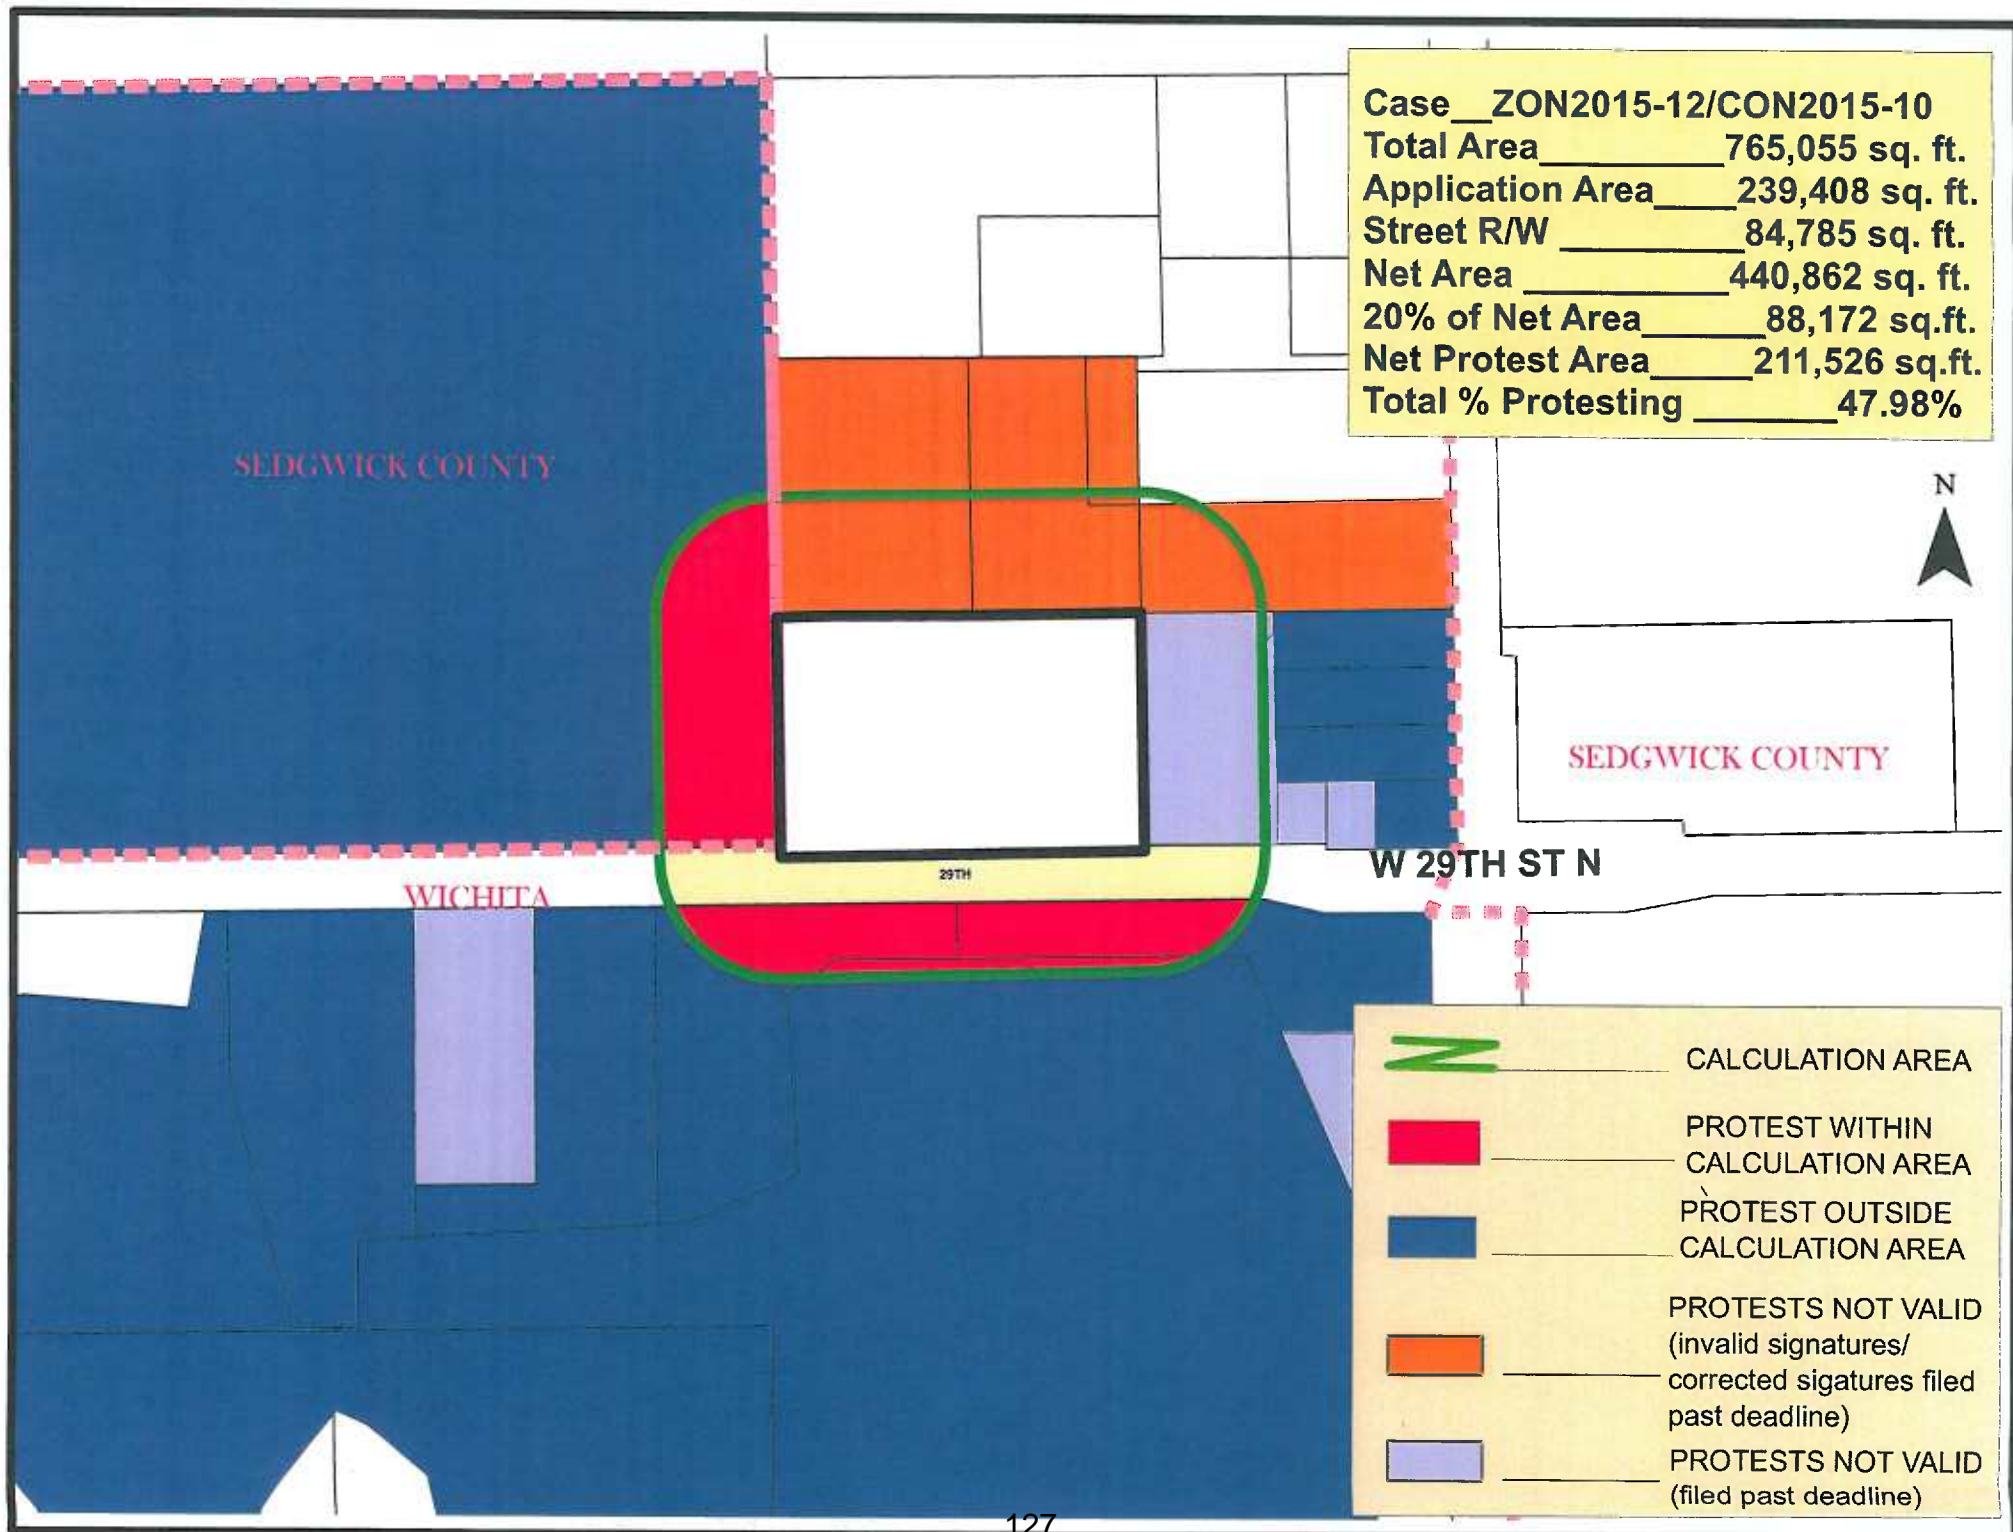 Case__ZON2015-12/CON2015-10
Total Area__________765,055 sq. ft.
Application Area____239,408 sq. ft.
Street R/W __________84,785 sq. ft.
Net Area ___________440,862 sq. ft.
20% of Net Area______88,172 sq.ft.
Net Protest Area_____211,526 sq.ft.
Total % Protesting _______47.98%
SEDGWICK COUNTY
N
SEDGWICK COUNTY
29TH
W 29TH ST N
WICHITA
CALCULATION AREA
PROTEST WITHIN
CALCULATION AREA
PROTEST OUTSIDE
CALCULATION AREA
PROTESTS NOT VALID
(invalid signatures/
corrected sigatures filed
past deadline)
PROTESTS NOT VALID
(filed past deadline)
127